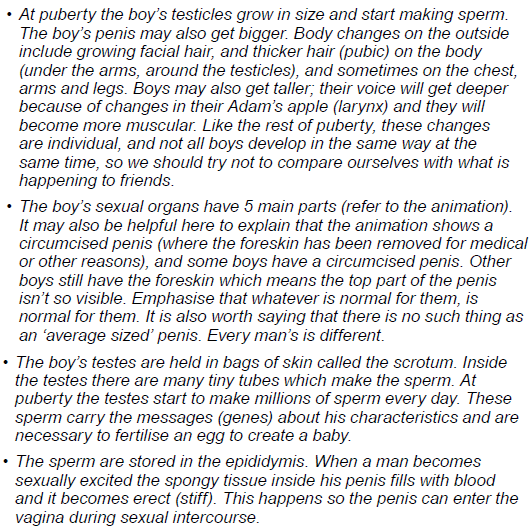 • At puberty the boy's testicles grow in size and start making sperm.
The boy's penis may also get bigger. Body changes on the outside
include growing facial hair, and thicker hair (pubic) on the body
(under the arms, around the testicles), and sometimes on the chest,
arms and legs. Boys may also get taller; their voice will get deeper
because of changes in their Adam's apple (larynx) and they will
become more muscular. Like the rest of puberty, these changes
are individual, and not all boys develop in the same way at the
same time, so we should try not to compare ourselves with what is
happening to friends.
• The boy's sexual organs have 5 main parts (refer to the animation).
It may also be helpful here to explain that the animation shows a
circumcised penis (where the foreskin has been removed for medical
or other reasons), and some boys have a circumcised penis. Other
boys still have the foreskin which means the top part of the penis
isn't so visible. Emphasise that whatever is normal for them, is
normal for them. It is also worth saying that there is no such thing as
an 'average sized' penis. Every man's is different.
• The boy's testes are held in bags of skin called the scrotum. Inside
the testes there are many tiny tubes which make the sperm. At
puberty the testes start to make millions of sperm every day. These
sperm carry the messages (genes) about his characteristics and are
necessary to fertilise an egg to create a baby.
• The sperm are stored in the epididymis. When a man becomes
sexually excited the spongy tissue inside his penis fills with blood
and it becomes erect (stiff). This happens so the penis can enter the
vagina during sexual intercourse.